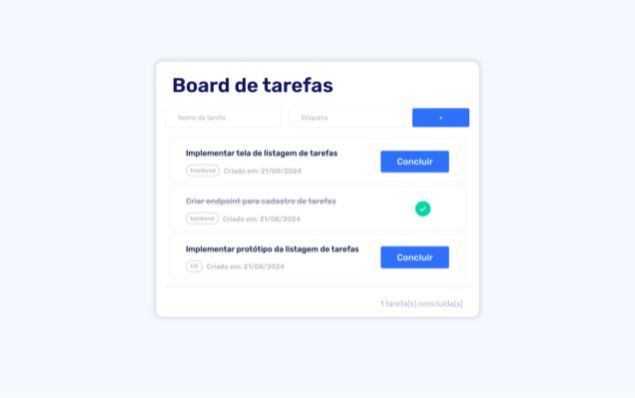 Board de tarefas
Nome da tarefa
Etiqueta
+
Implementar tela de listagem de tarefas
frontend Criado em: 21/08/2024
Concluir
Criar endpoint para cadastro de tarefas
backend Criado em: 21/08/2024
Implementar protótipo da listagem de tarefas
UX Criado em: 21/08/2024
Concluir
1 tarefa(s) concluída(s)